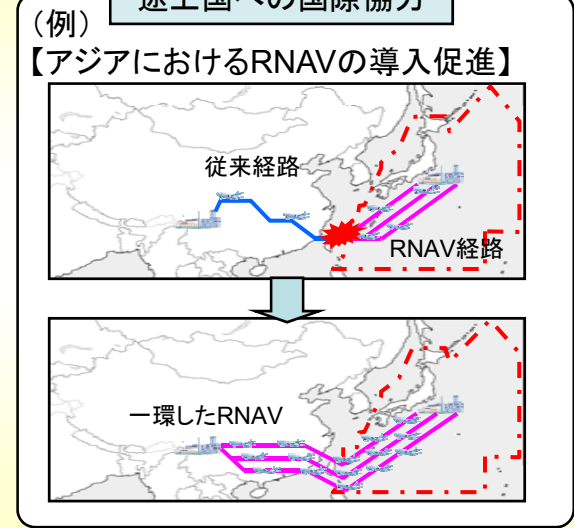 途上国への国際協力
(例)
【アジアにおけるRNAVの導入促進】
従来経路
RNAV経路
一環したRNAV